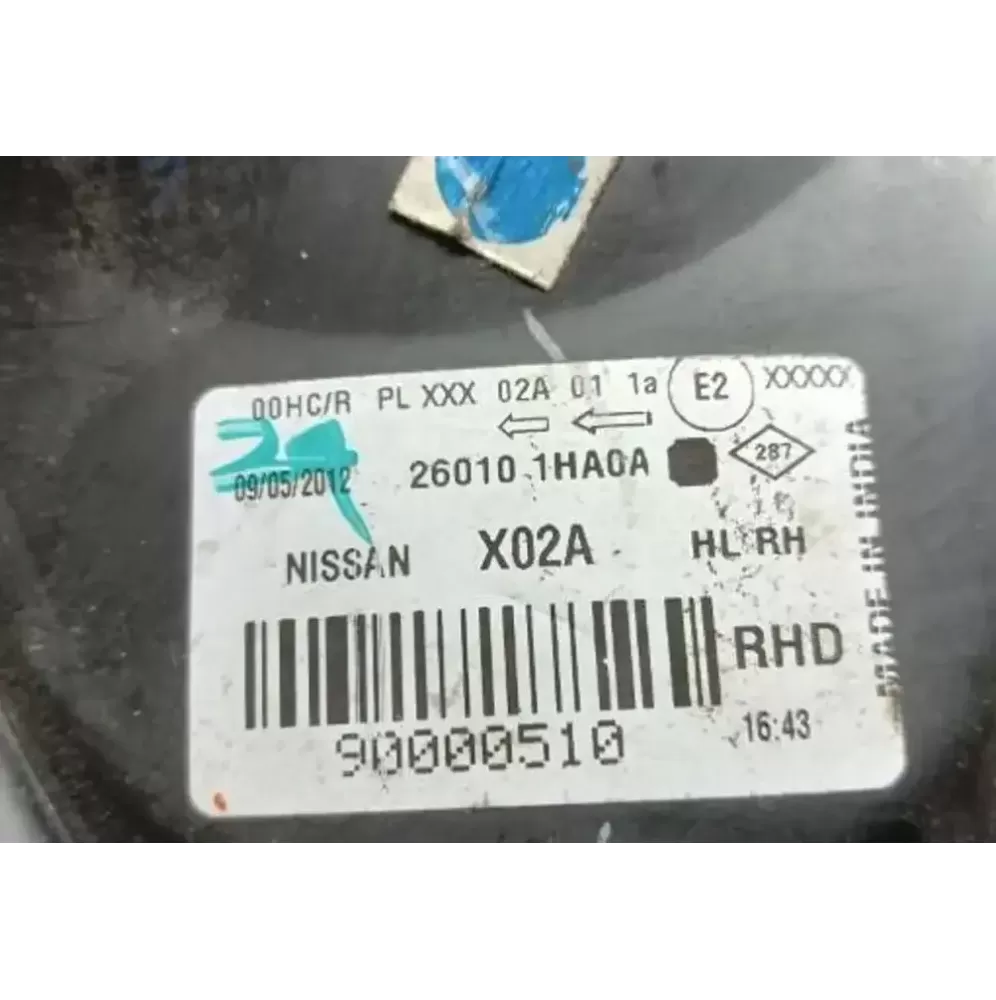 00HC/R PL XXX 02A 01 1a E2 XXXXX
09/05/2012 26010 1HA0A 287
NISSAN X02A HL RH
RHD
90000510 16:43
MADE IN INDIA